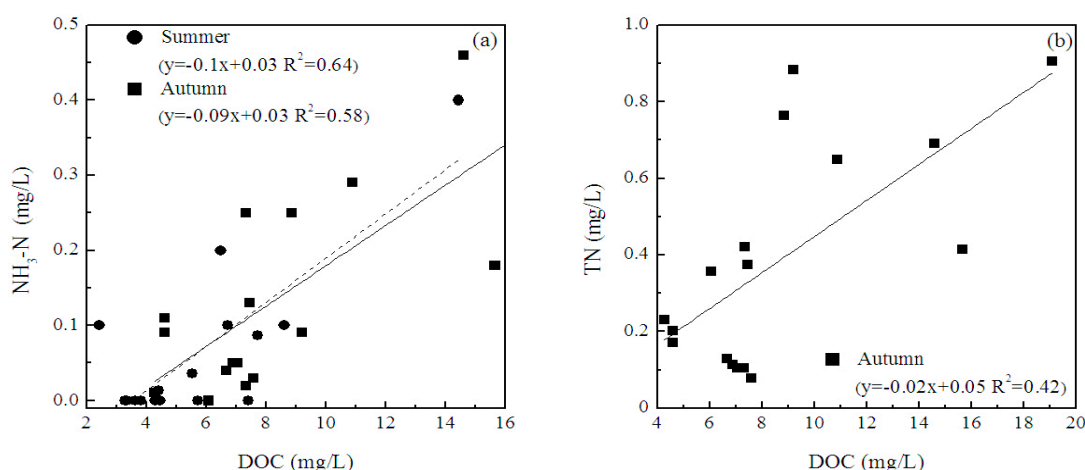 (a)
Summer
(y=-0.1x+0.03 R²=0.64)
Autumn
(y=-0.09x+0.03 R²=0.58)
0.5
0.4
0.3
0.2
0.1
0.0
NH₃-N (mg/L)
2 4 6 8 10 12 14 16
DOC (mg/L)
(b)
1.0
0.8
0.6
0.4
0.2
0
TN (mg/L)
Autumn
(y=-0.02x+0.05 R²=0.42)
4 6 8 10 12 14 16 18 20
DOC (mg/L)